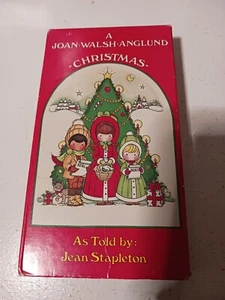 A
JOAN·WALSH·ANGLUND
·CHRISTMAS·
As Told by:
Jean Stapleton